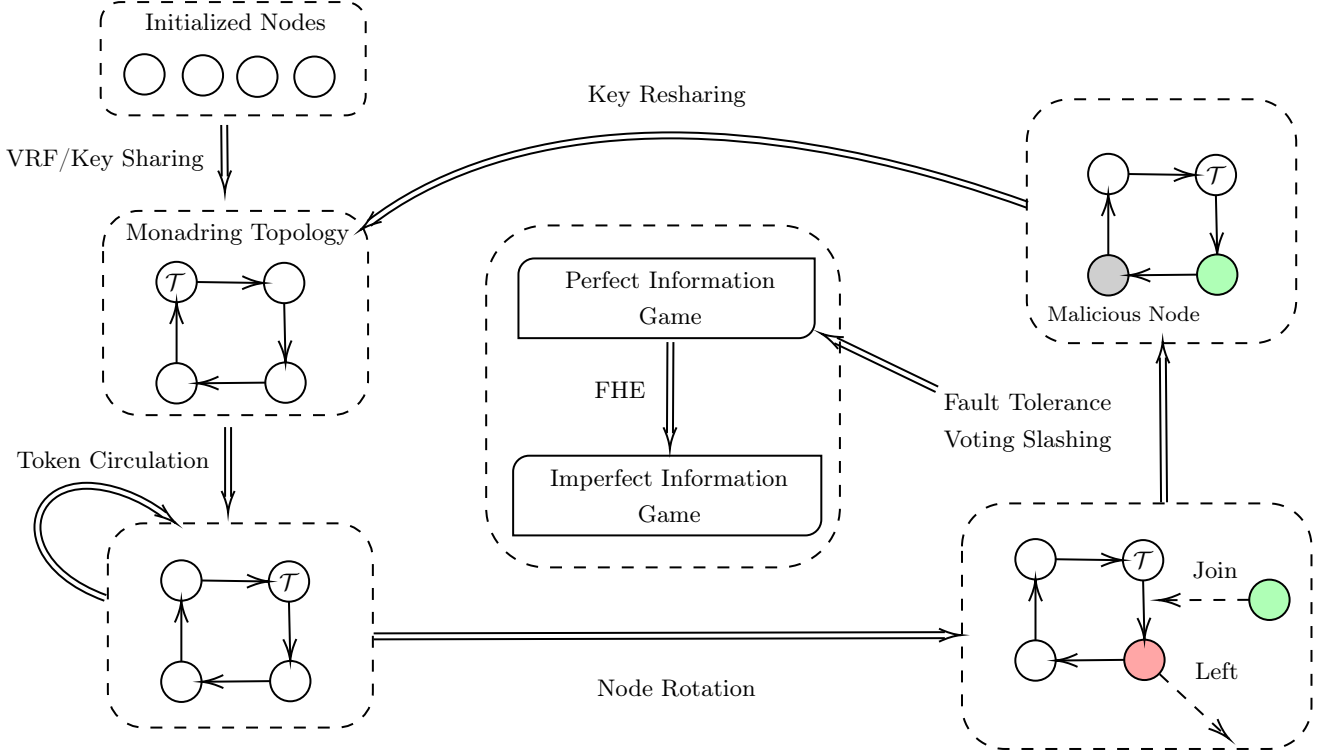 Initialized Nodes
VRF/Key Sharing
Key Resharing
Monadring Topology
𝒯
Token Circulation
𝒯
Perfect Information
Game
FHE
Imperfect Information
Game
Fault Tolerance
Voting Slashing
𝒯
Malicious Node
𝒯
Join
Left
Node Rotation